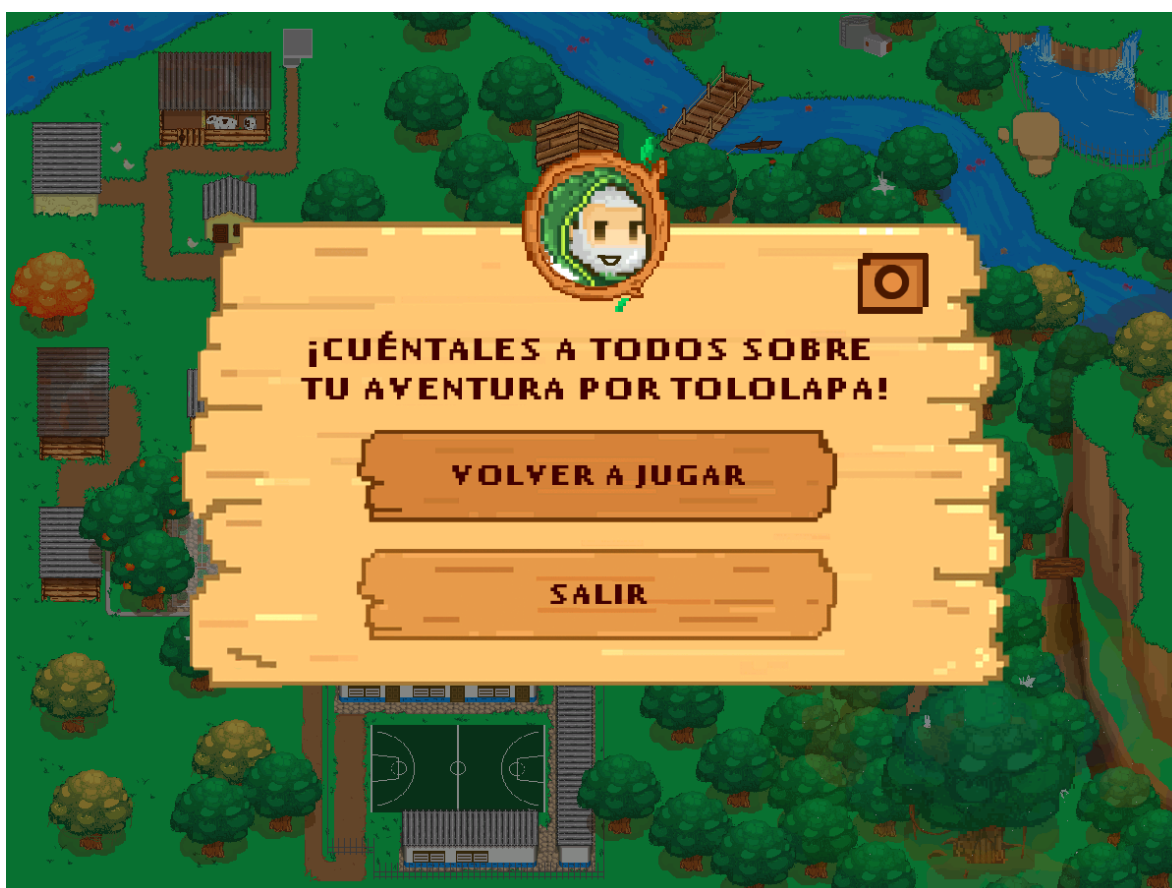 ¡CUÉNTALES A TODOS SOBRE
TU AVENTURA POR TOLOLAPA!
VOLVER A JUGAR
SALIR